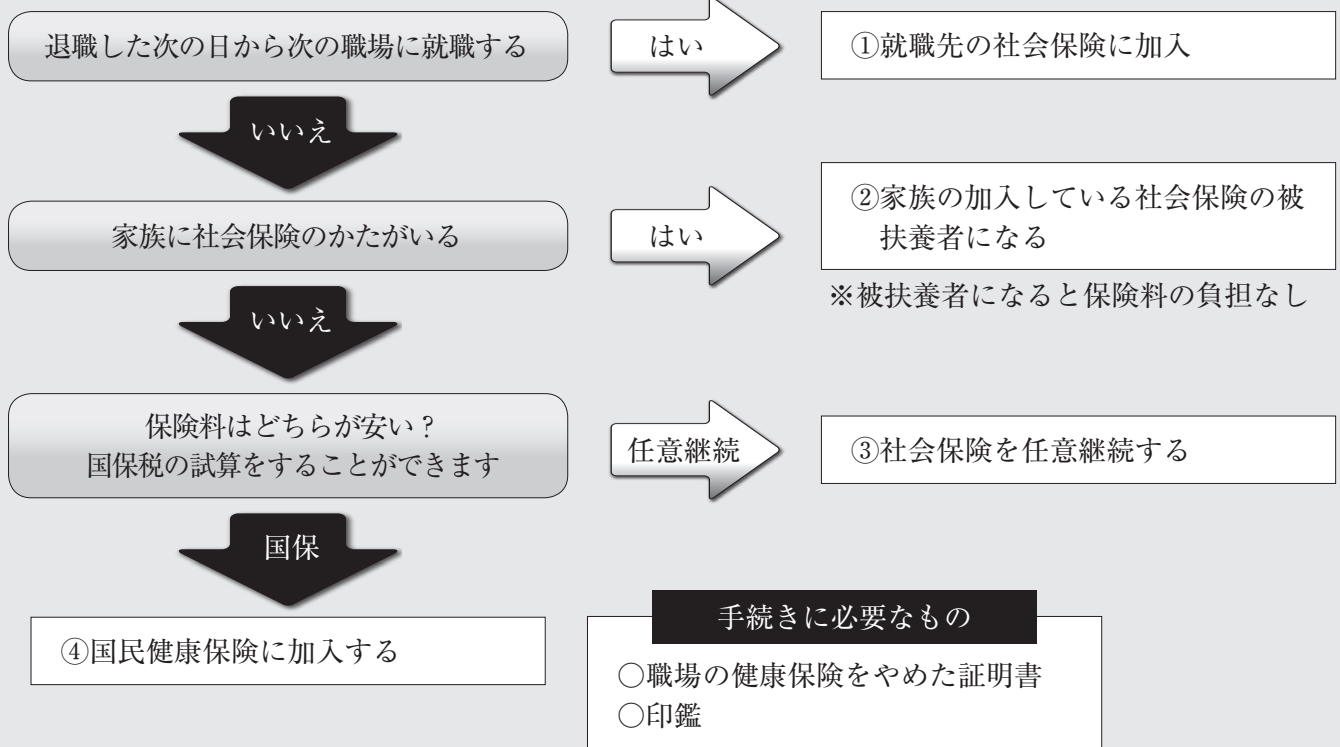 退職した次の日から次の職場に就職する
はい
①就職先の社会保険に加入
いいえ
家族に社会保険のかたがいる
はい
②家族の加入している社会保険の被
扶養者になる
※被扶養者になると保険料の負担なし
いいえ
保険料はどちらが安い？
国保税の試算をすることができます
任意継続
③社会保険を任意継続する
国保
④国民健康保険に加入する
手続きに必要なもの
○職場の健康保険をやめた証明書
○印鑑